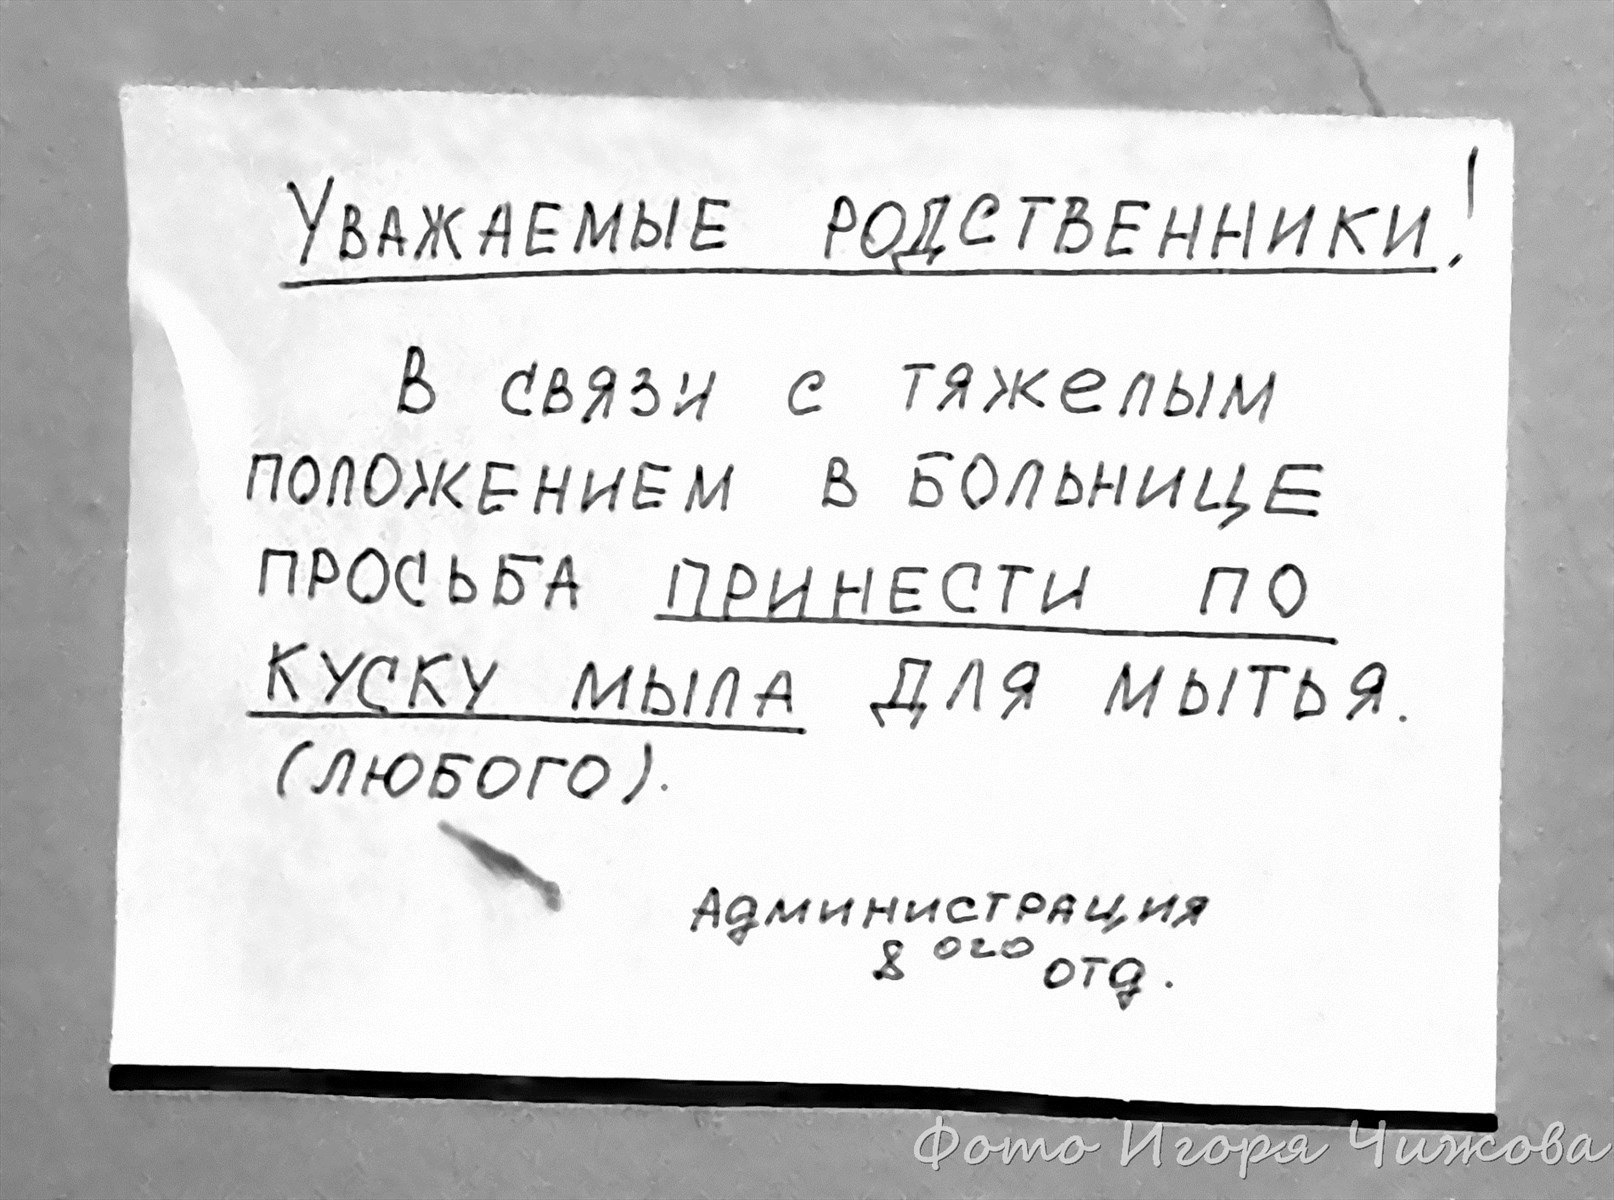 Уважаемые родственники!
В связи с тяжелым
положением в больнице
просьба принести по
куску мыла для мытья.
(любого).
Администрация
8 ого отд.
Фото Игоря Чижова